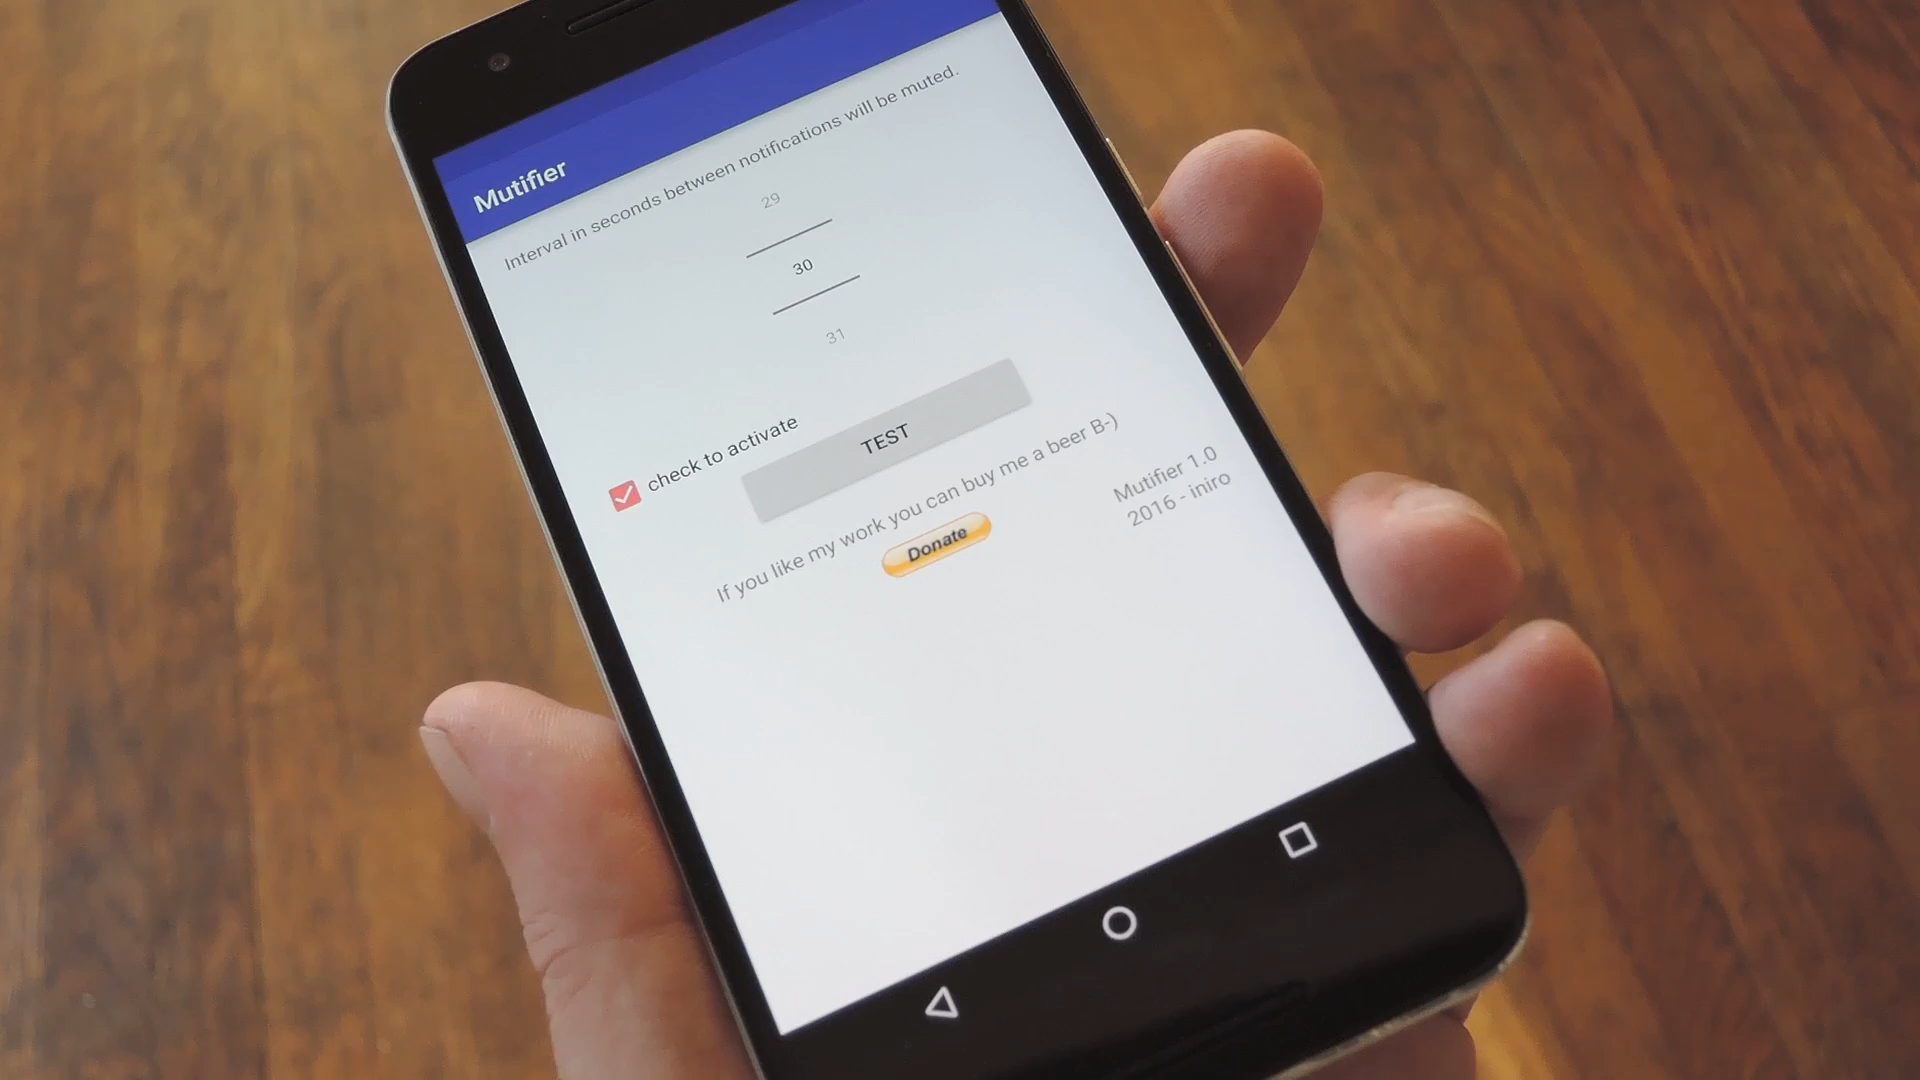 Mutifier
Interval in seconds between notifications will be muted.
29
30
31
check to activate
TEST
If you like my work you can buy me a beer B-)
Donate
Mutifier 1.0
2016 - iniro